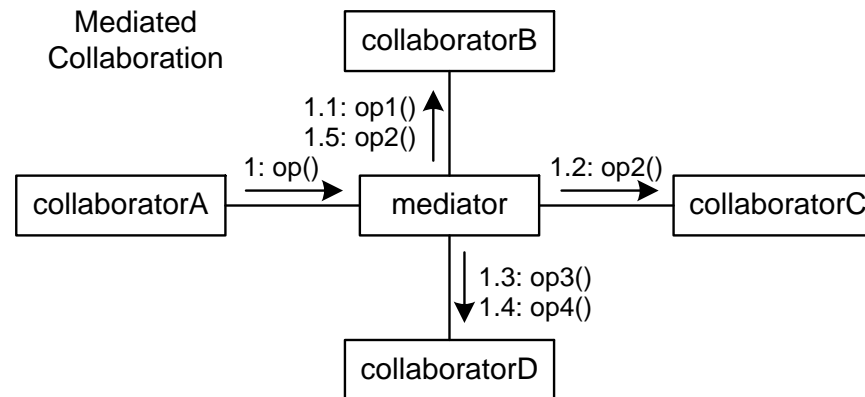 Mediated
Collaboration
collaboratorB
1.1: op1()
1.5: op2()
1: op()
1.2: op2()
collaboratorA
mediator
collaboratorC
1.3: op3()
1.4: op4()
collaboratorD